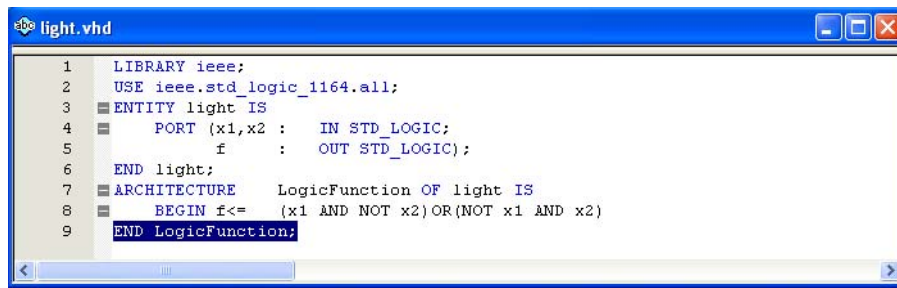 light.vhd
1 LIBRARY ieee;
2 USE ieee.std_logic_1164.all;
3 ENTITY light IS
4 PORT (x1,x2 : IN STD_LOGIC;
5 f : OUT STD_LOGIC);
6 END light;
7 ARCHITECTURE LogicFunction OF light IS
8 BEGIN f<= (x1 AND NOT x2)OR(NOT x1 AND x2)
9 END LogicFunction;